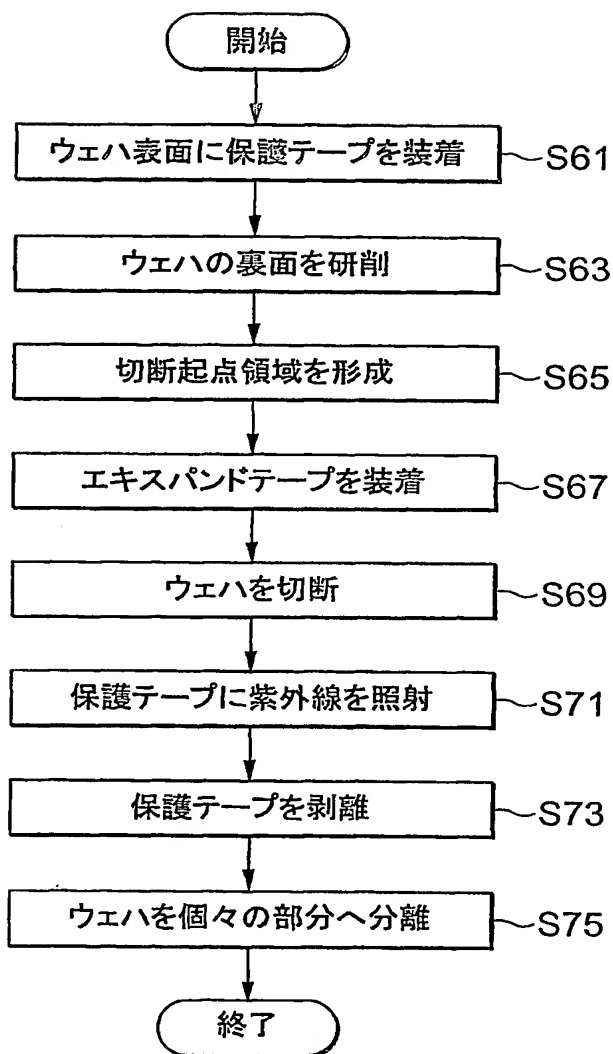 開始
ウェハ表面に保護テープを装着 S61
ウェハの裏面を研削 S63
切断起点領域を形成 S65
エキスパンドテープを装着 S67
ウェハを切断 S69
保護テープに紫外線を照射 S71
保護テープを剥離 S73
ウェハを個々の部分へ分離 S75
終了